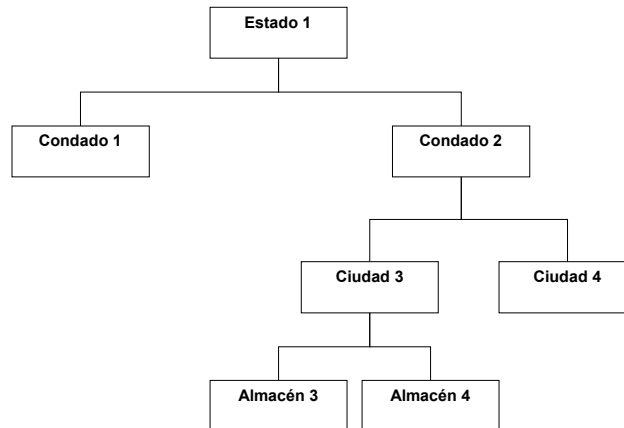 Estado 1
Condado 1
Condado 2
Ciudad 3
Ciudad 4
Almacén 3
Almacén 4